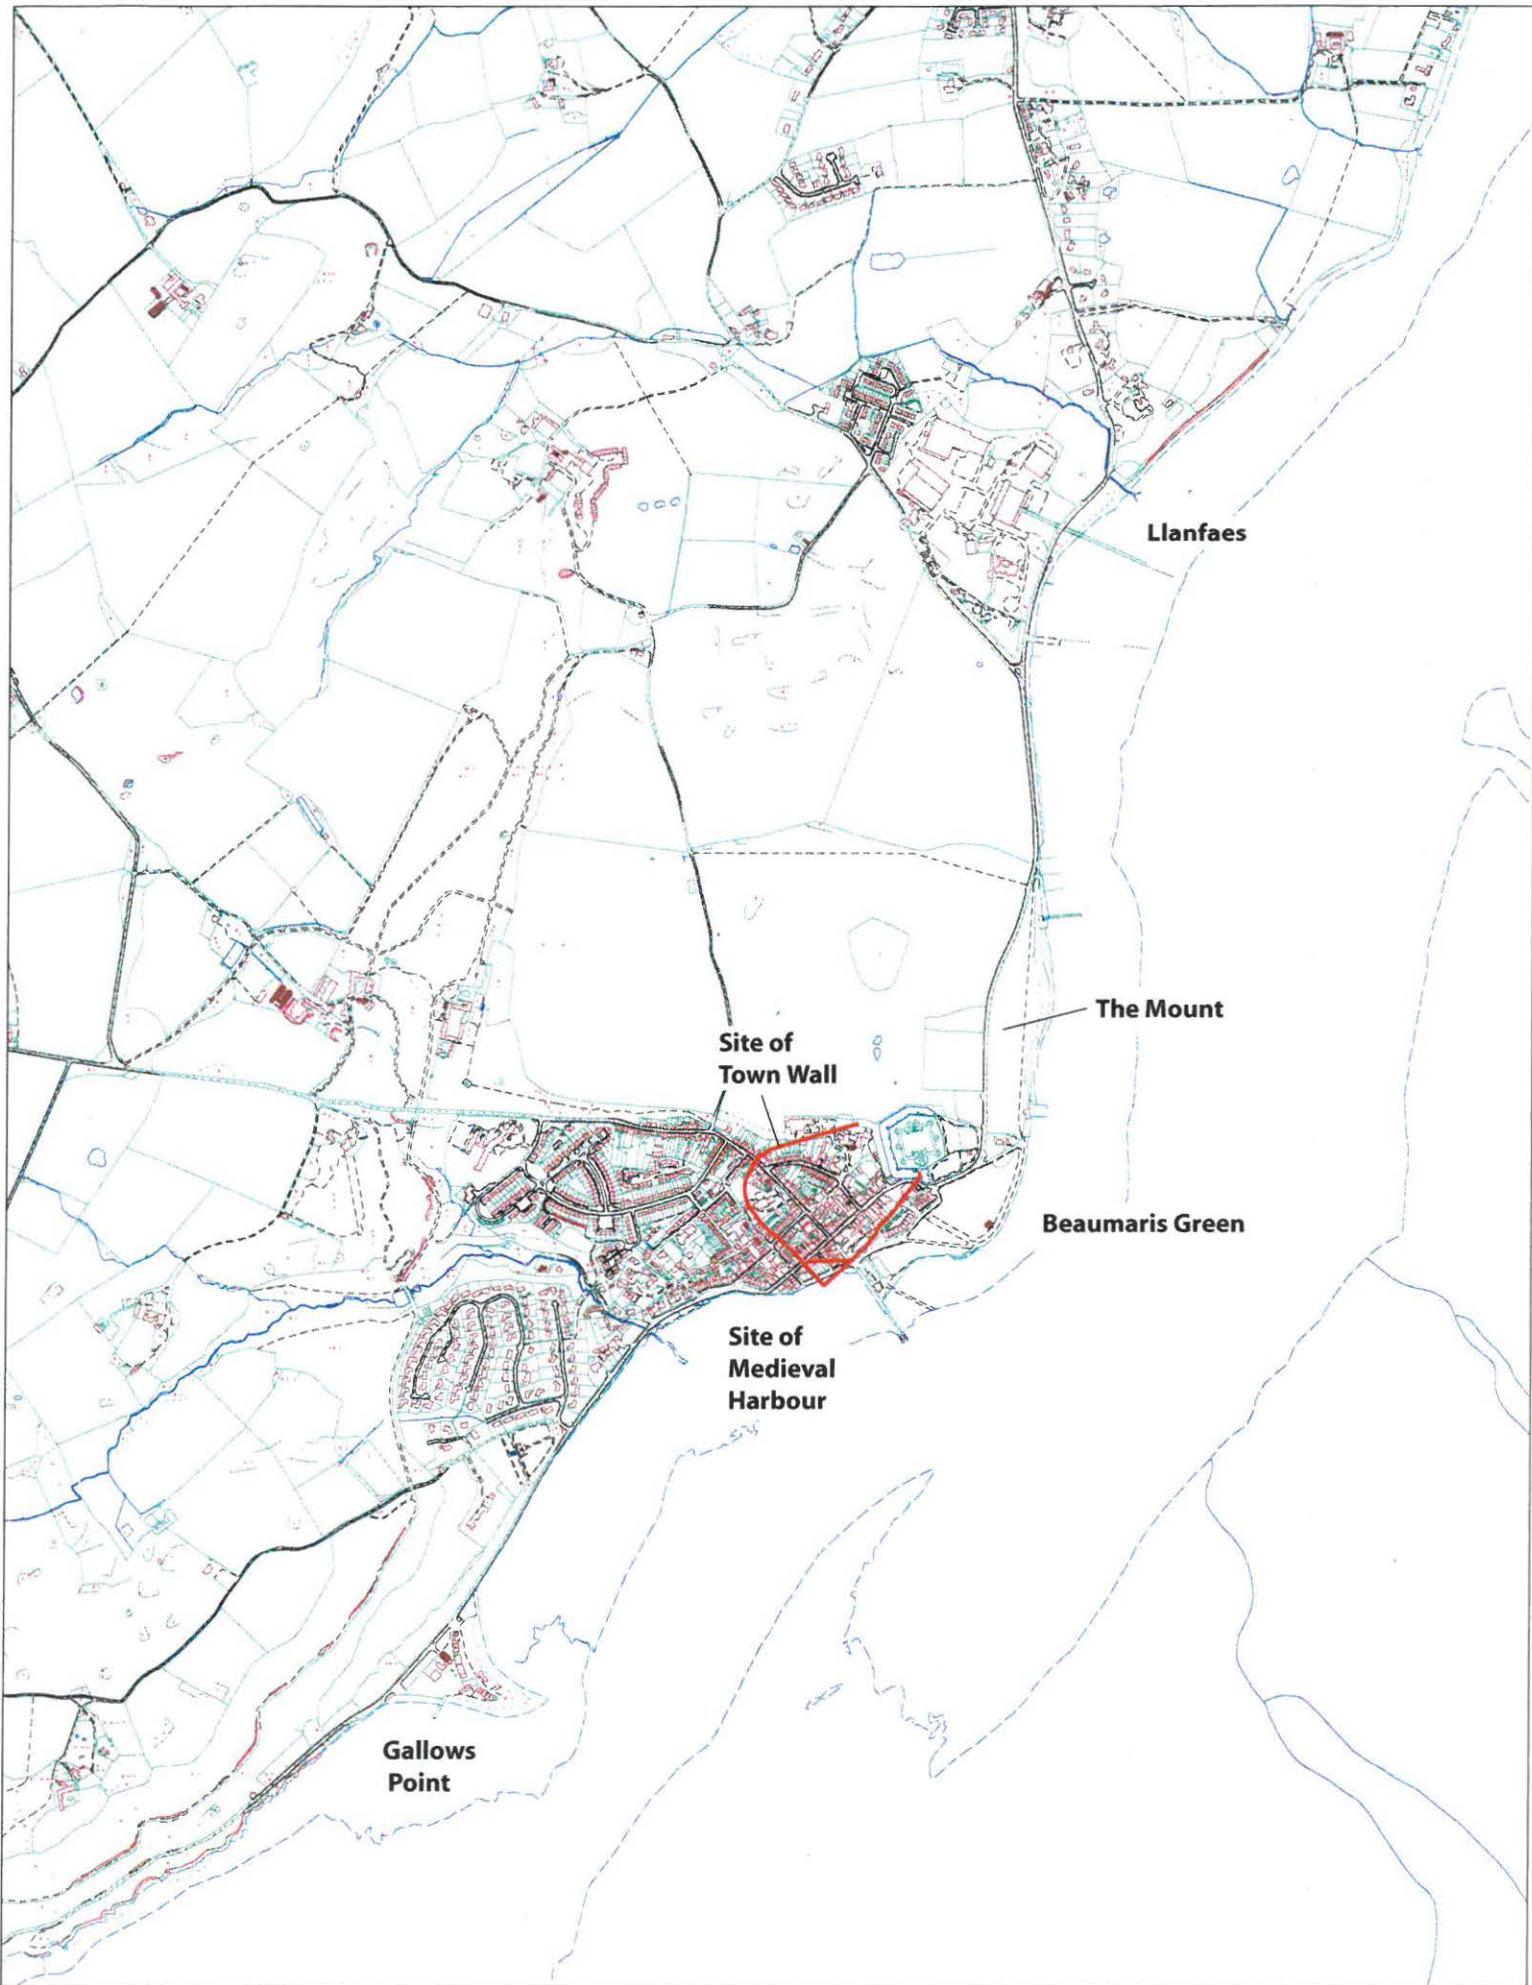 Llanfaes
The Mount
Site of
Town Wall
Beaumaris Green
Site of
Medieval
Harbour
Gallows
Point